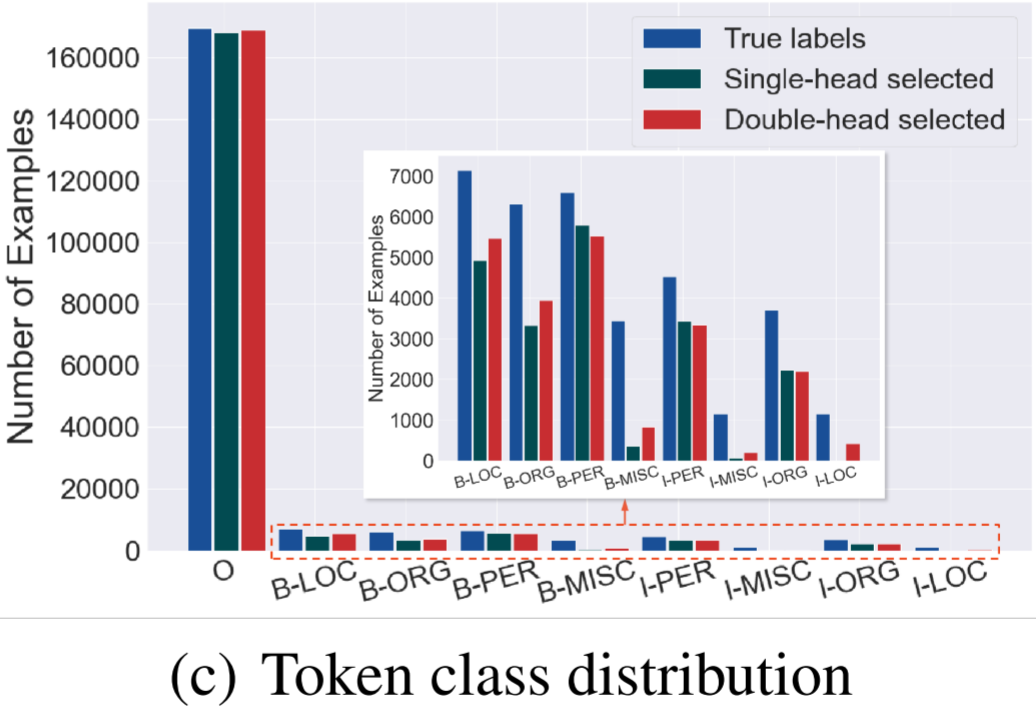 Number of Examples
160000
140000
120000
100000
80000
60000
40000
20000
0
True labels
Single-head selected
Double-head selected
Number of Examples
7000
6000
5000
4000
3000
2000
1000
0
B-LOC B-ORG B-PER B-MISC I-PER I-MISC I-ORG I-LOC
O B-LOC B-ORG B-PER B-MISC I-PER I-MISC I-ORG I-LOC
(c) Token class distribution